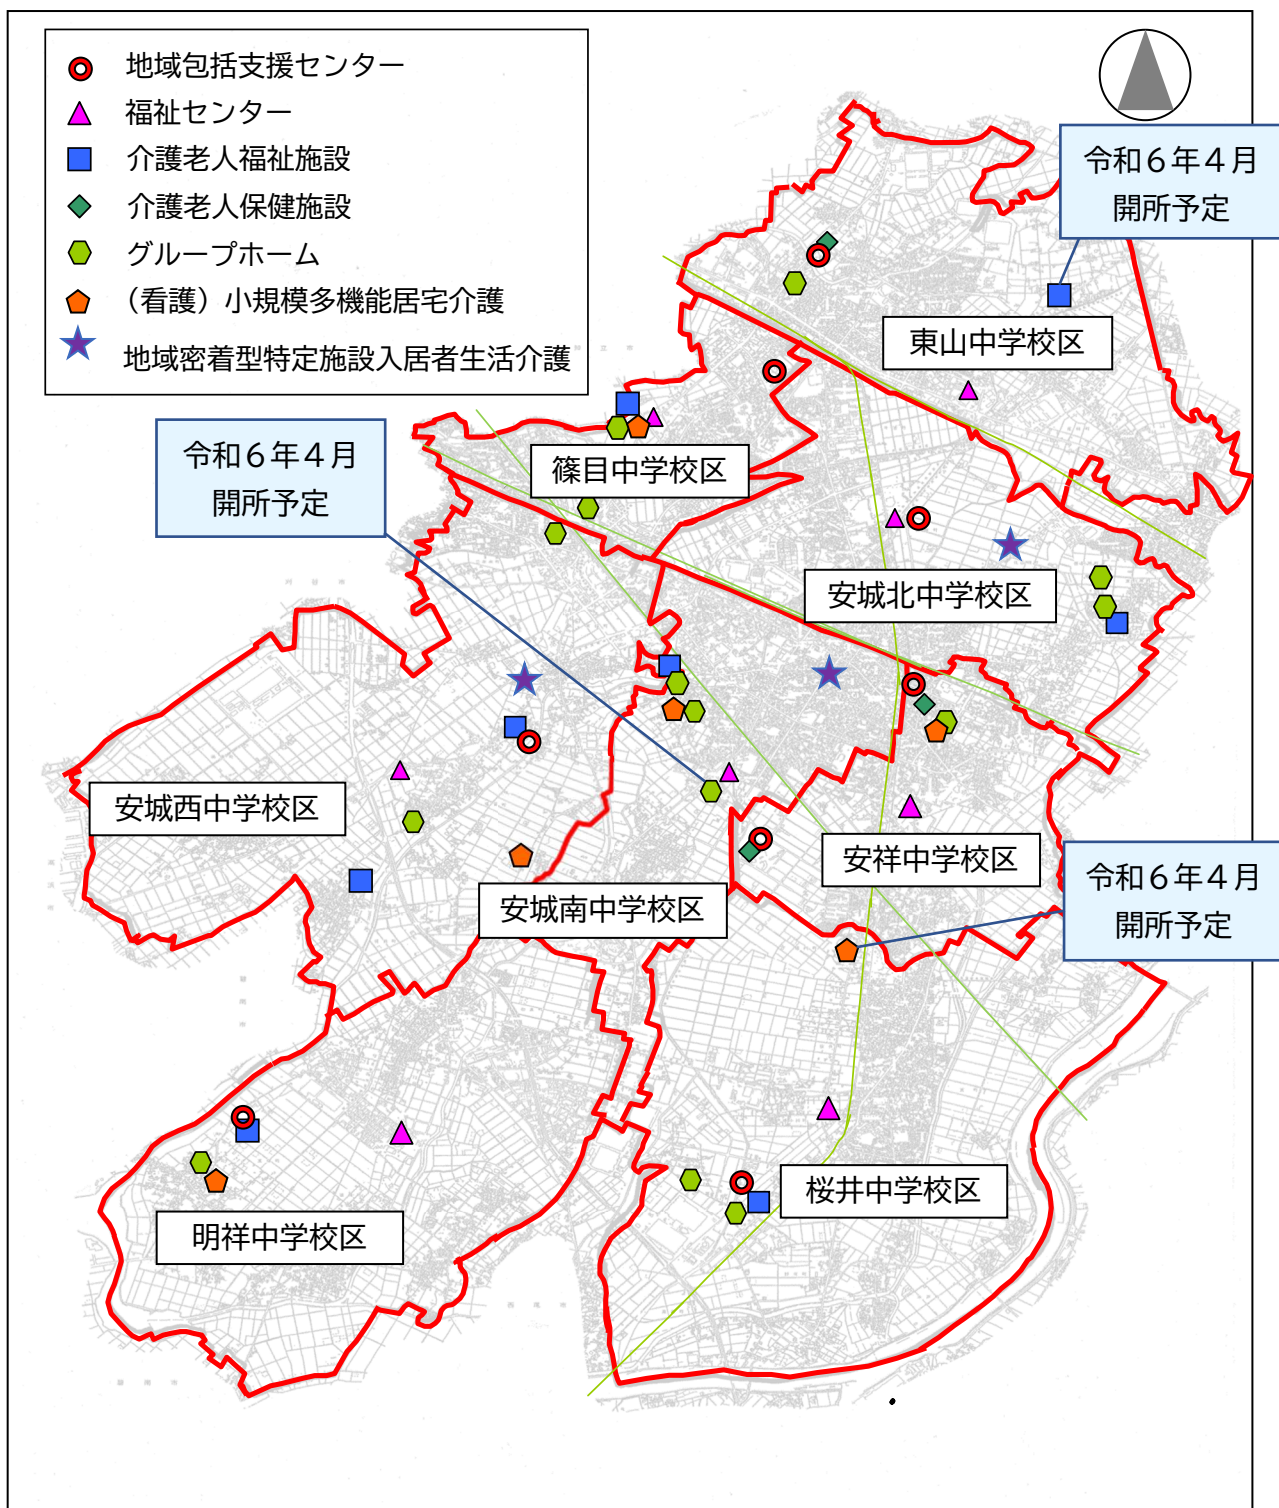 地域包括支援センター
福祉センター
介護老人福祉施設
介護老人保健施設
グループホーム
（看護）小規模多機能居宅介護
地域密着型特定施設入居者生活介護
令和６年４月
開所予定
東山中学校区
令和６年４月
開所予定
篠目中学校区
安城北中学校区
安城西中学校区
安祥中学校区
安城南中学校区
令和６年４月
開所予定
桜井中学校区
明祥中学校区